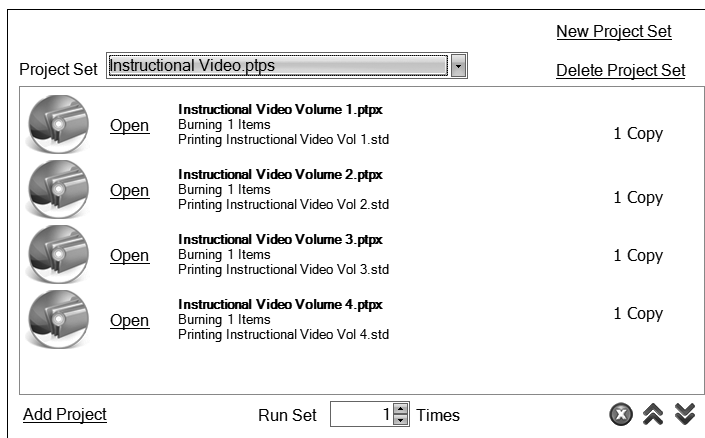 New Project Set
Project Set Instructional Video.ptps
Delete Project Set
Open
Instructional Video Volume 1.ptpx
Burning 1 Items
Printing Instructional Video Vol 1.std
1 Copy
Open
Instructional Video Volume 2.ptpx
Burning 1 Items
Printing Instructional Video Vol 2.std
1 Copy
Open
Instructional Video Volume 3.ptpx
Burning 1 Items
Printing Instructional Video Vol 3.std
1 Copy
Open
Instructional Video Volume 4.ptpx
Burning 1 Items
Printing Instructional Video Vol 4.std
1 Copy
Add Project
Run Set 1 Times